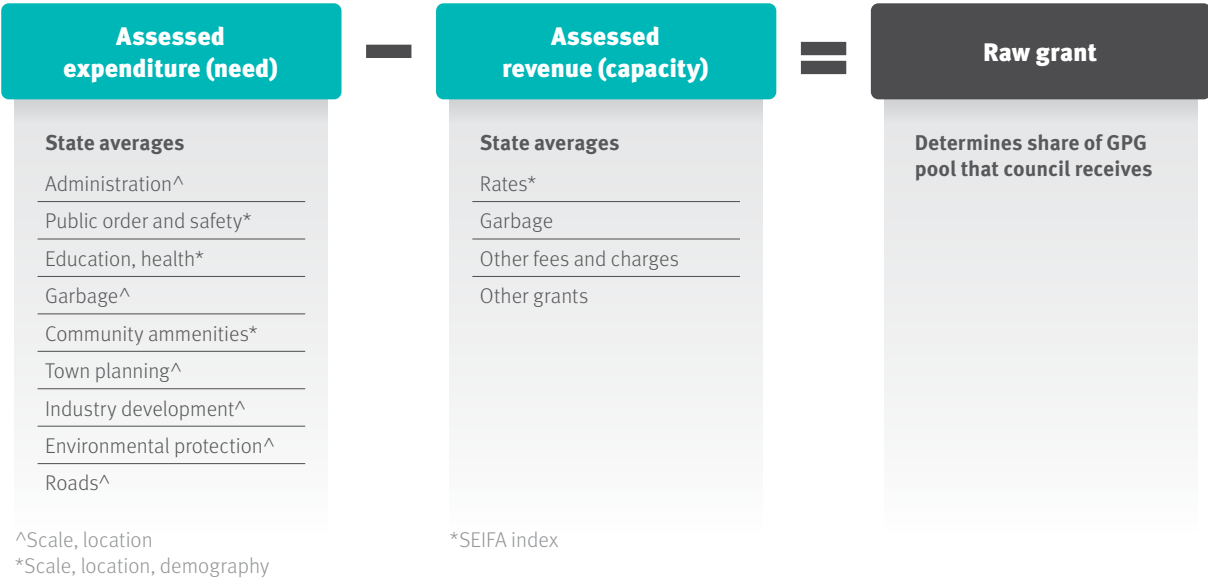 Assessed
expenditure (need)
–
Assessed
revenue (capacity)
=
Raw grant
State averages
Administration^
Public order and safety*
Education, health*
Garbage^
Community ammenities*
Town planning^
Industry development^
Environmental protection^
Roads^
State averages
Rates*
Garbage
Other fees and charges
Other grants
Determines share of GPG
pool that council receives
^Scale, location
*Scale, location, demography
*SEIFA index